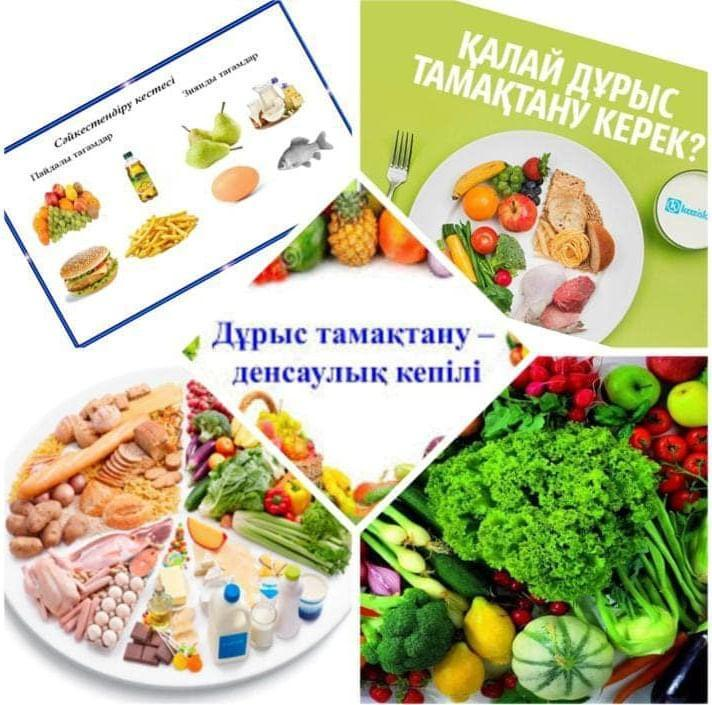 Сәйкестендіру кестесі
Пайдалы тағамдар
Зиянды тағамдар
ҚАЛАЙ ДҰРЫС
ТАМАҚТАНУ КЕРЕК?
Дұрыс тамақтану –
денсаулық кепілі